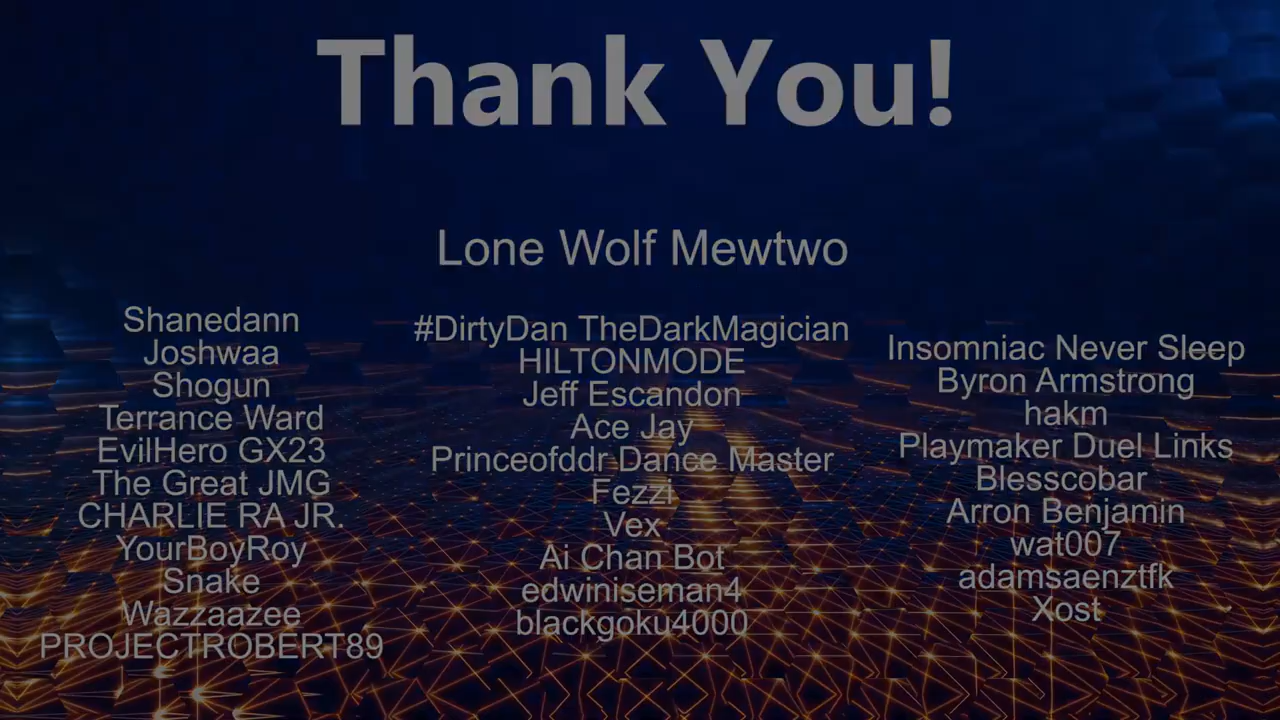 Thank You!
Lone Wolf Mewtwo
Shanedann
Joshwaa
Shogun
Terrance Ward
EvilHero GX23
The Great JMG
CHARLIE RA JR.
YourBoyRoy
Snake
Wazzaazee
PROJECTROBERT89
#DirtyDan TheDarkMagician
HILTONMODE
Jeff Escandon
Ace Jay
Princeofddr Dance Master
Fezzi
Vex
Ai Chan Bot
edwiniseman4
blackgoku4000
Insomniac Never Sleep
Byron Armstrong
hakm
Playmaker Duel Links
Blesscobar
Arron Benjamin
wat007
adamsaenztfk
Xost